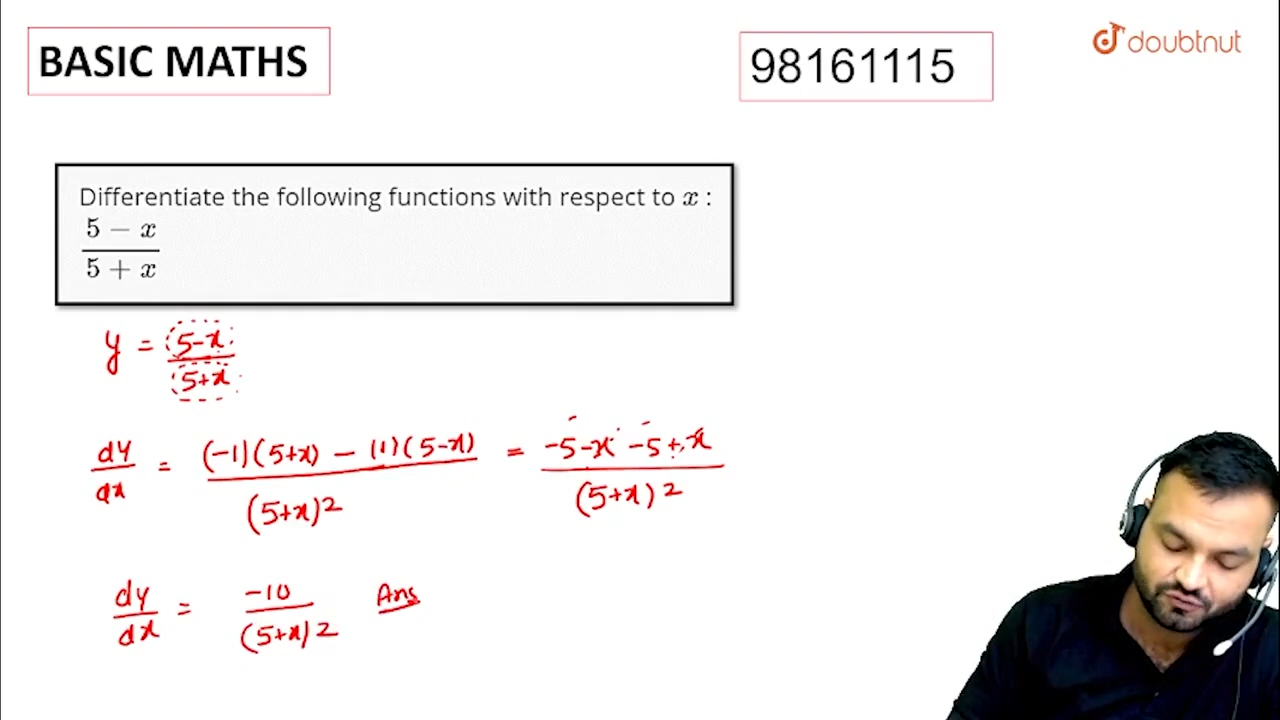 BASIC MATHS
98161115
doubtnut
Differentiate the following functions with respect to x :
5 − x
5 + x
y = 5-x
5+x
dy = (-1)(5+x) - (1)(5-x) = -5-x -5+x
dx (5+x)2 (5+x)2
dy = -10 Ans
dx (5+x)2